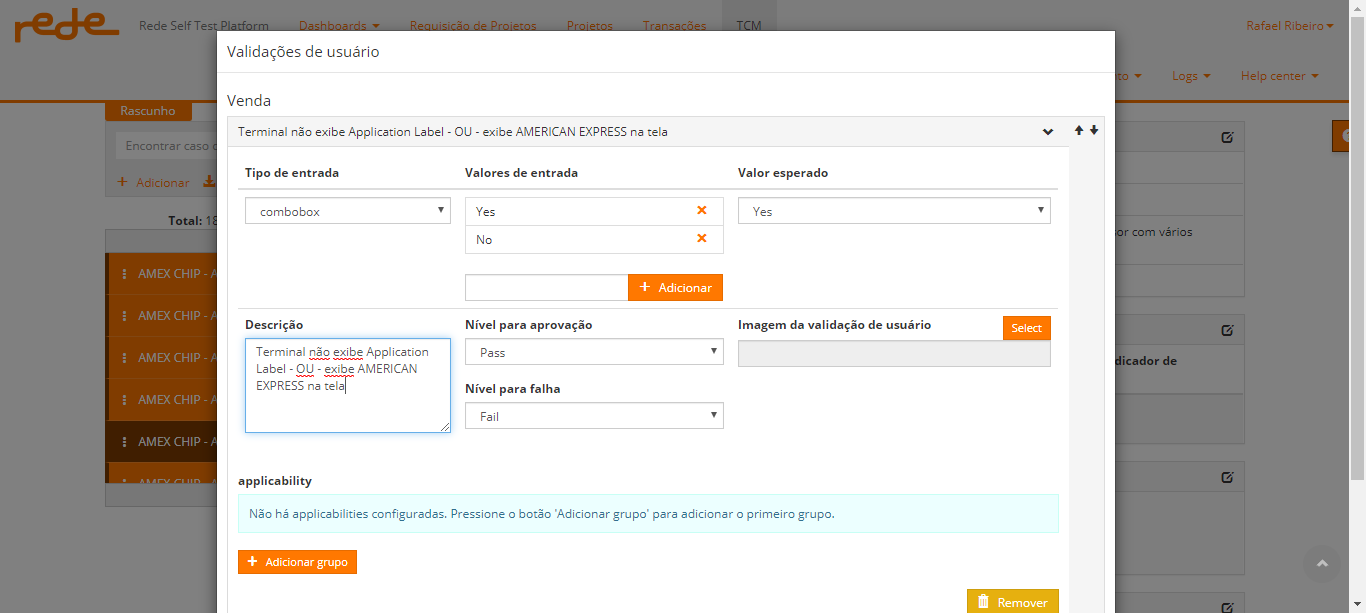 rede Rede Self Test Platform Dashboards Requisição de Projetos Projetos Transações TCM Rafael Ribeiro
Validações de usuário
Logs Help center
Venda
Rascunho
Terminal não exibe Application Label - OU - exibe AMERICAN EXPRESS na tela
Encontrar caso
Tipo de entrada Valores de entrada Valor esperado
+ Adicionar
combobox Yes Yes
Total: 18
No
com vários
AMEX CHIP - A
+ Adicionar
AMEX CHIP - A
Descrição Nível para aprovação Imagem da validação de usuário Select
Terminal não exibe Application
Label - OU - exibe AMERICAN
EXPRESS na tela
Pass
AMEX CHIP - A
dicador de
Nível para falha
AMEX CHIP - A
Fail
AMEX CHIP - A
AMEX CHIP - A
applicability
Não há applicabilities configuradas. Pressione o botão 'Adicionar grupo' para adicionar o primeiro grupo.
+ Adicionar grupo
Remover